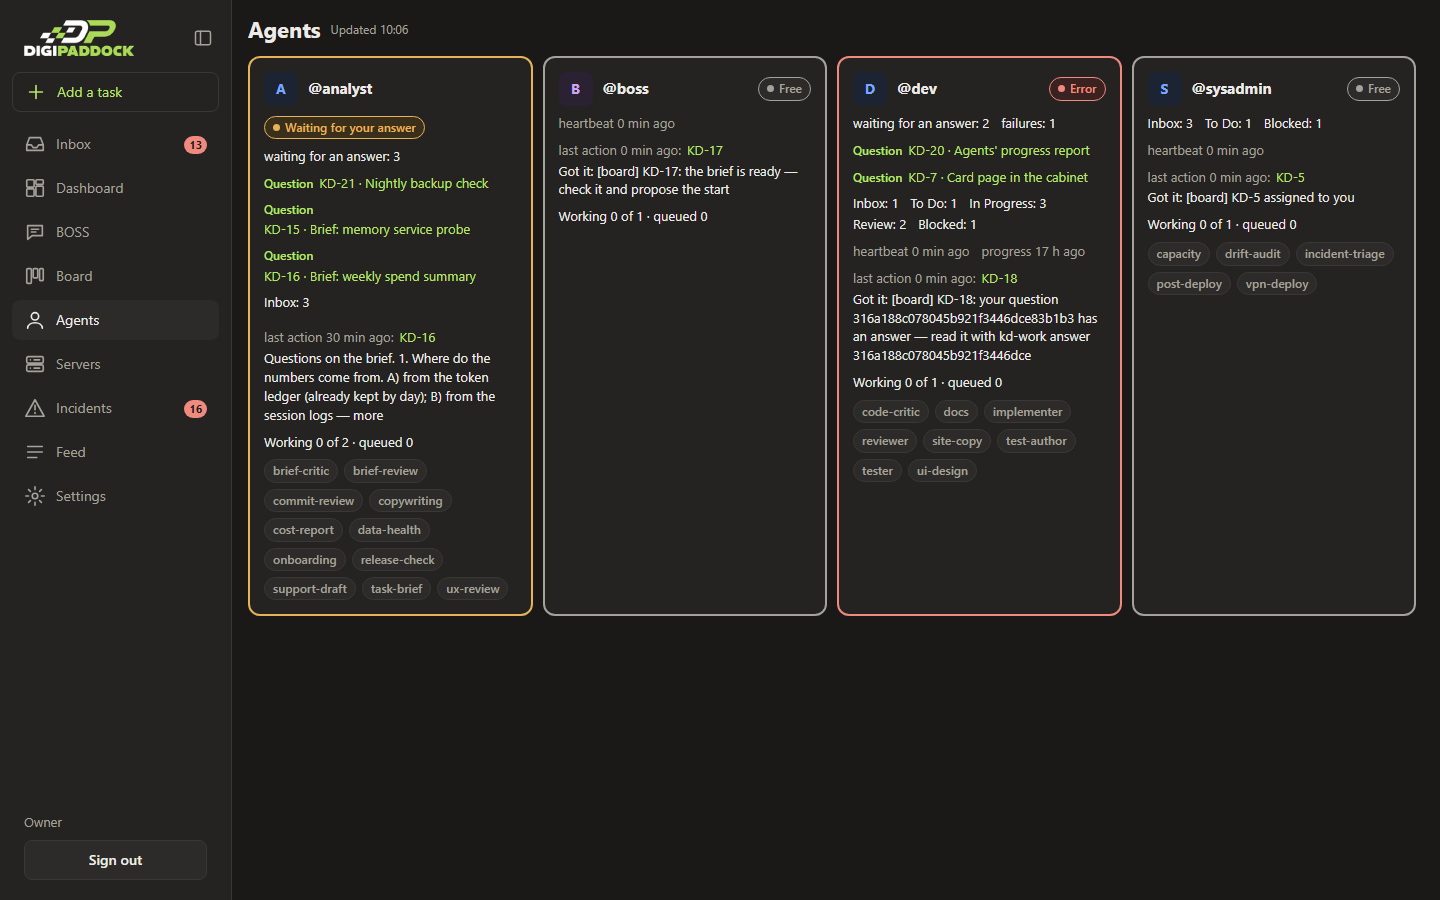 DP
DIGIPADDOCK
Add a task
Inbox 13
Dashboard
BOSS
Board
Agents
Servers
Incidents 16
Feed
Settings
Owner
Sign out
Agents Updated 10:06
A @analyst
Waiting for your answer
waiting for an answer: 3
Question KD-21 · Nightly backup check
Question
KD-15 · Brief: memory service probe
Question
KD-16 · Brief: weekly spend summary
Inbox: 3
last action 30 min ago: KD-16
Questions on the brief. 1. Where do the
numbers come from. A) from the token
ledger (already kept by day); B) from the
session logs — more
Working 0 of 2 · queued 0
brief-critic brief-review
commit-review copywriting
cost-report data-health
onboarding release-check
support-draft task-brief ux-review
B @boss Free
heartbeat 0 min ago
last action 0 min ago: KD-17
Got it: [board] KD-17: the brief is ready —
check it and propose the start
Working 0 of 1 · queued 0
D @dev Error
waiting for an answer: 2 failures: 1
Question KD-20 · Agents' progress report
Question KD-7 · Card page in the cabinet
Inbox: 1 To Do: 1 In Progress: 3
Review: 2 Blocked: 1
heartbeat 0 min ago progress 17 h ago
last action 0 min ago: KD-18
Got it: [board] KD-18: your question
316a188c078045b921f3446dce83b1b3 has
an answer — read it with kd-work answer
316a188c078045b921f3446dce
Working 0 of 1 · queued 0
code-critic docs implementer
reviewer site-copy test-author
tester ui-design
S @sysadmin Free
Inbox: 3 To Do: 1 Blocked: 1
heartbeat 0 min ago
last action 0 min ago: KD-5
Got it: [board] KD-5 assigned to you
Working 0 of 1 · queued 0
capacity drift-audit incident-triage
post-deploy vpn-deploy